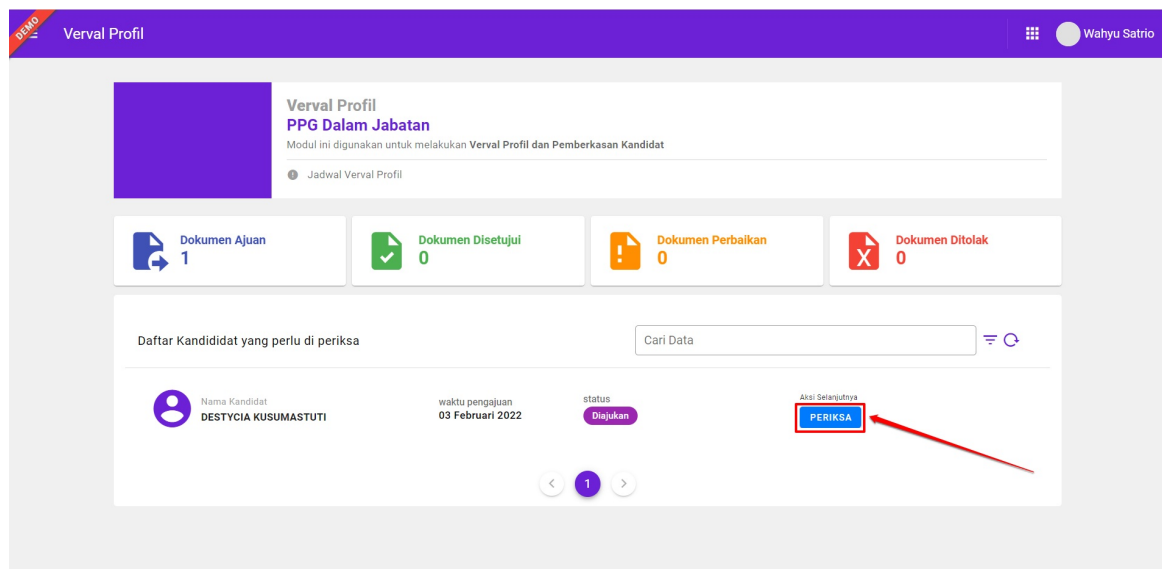 DEMO
Verval Profil
Wahyu Satrio
Verval Profil
PPG Dalam Jabatan
Modul ini digunakan untuk melakukan Verval Profil dan Pemberkasan Kandidat
Jadwal Verval Profil
Dokumen Ajuan
1
Dokumen Disetujui
0
Dokumen Perbaikan
0
Dokumen Ditolak
0
Daftar Kandididat yang perlu di periksa
Cari Data
Nama Kandidat
DESTYCIA KUSUMASTUTI
waktu pengajuan
03 Februari 2022
status
Diajukan
Aksi Selanjutnya
PERIKSA
1